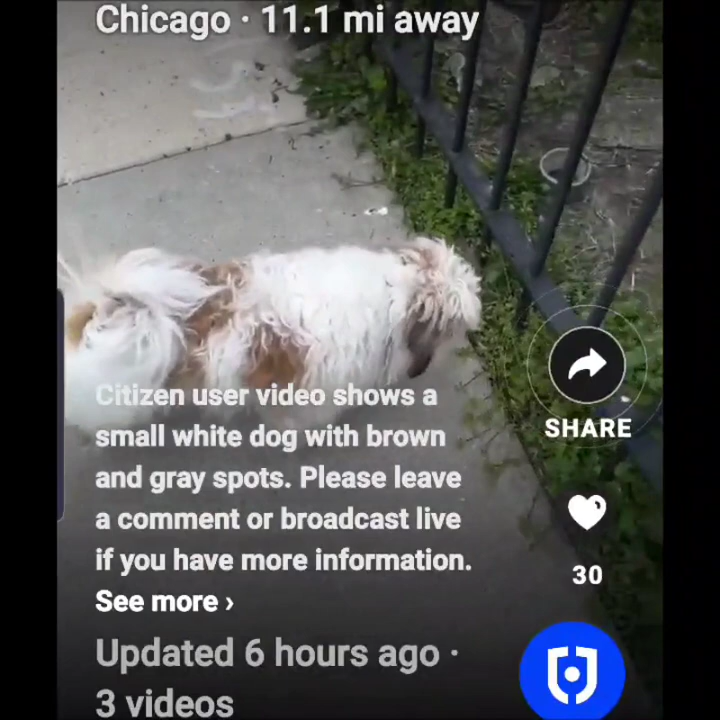 Chicago · 11.1 mi away
Citizen user video shows a
small white dog with brown
and gray spots. Please leave
a comment or broadcast live
if you have more information.
See more ›
Updated 6 hours ago ·
3 videos
SHARE
30